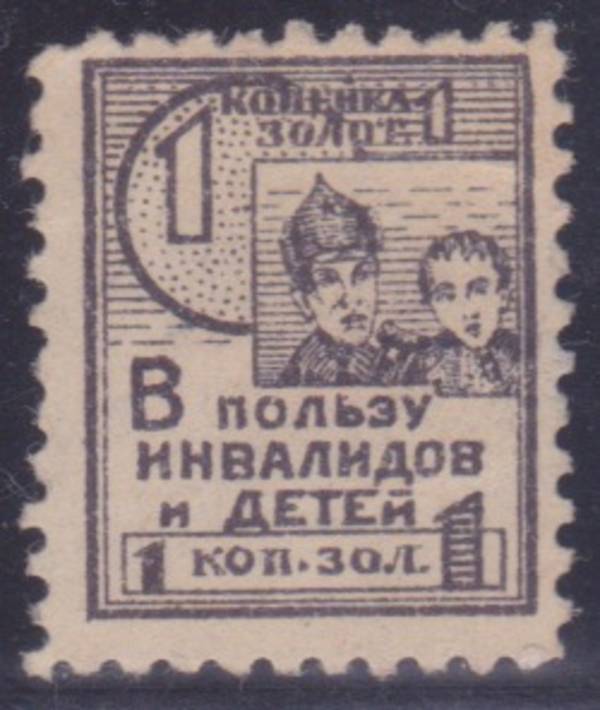 1 КОПЕЙКА 1
ЗОЛОТ.
В ПОЛЬЗУ
ИНВАЛИДОВ
И ДЕТЕЙ
1 КОП. ЗОЛ. 1